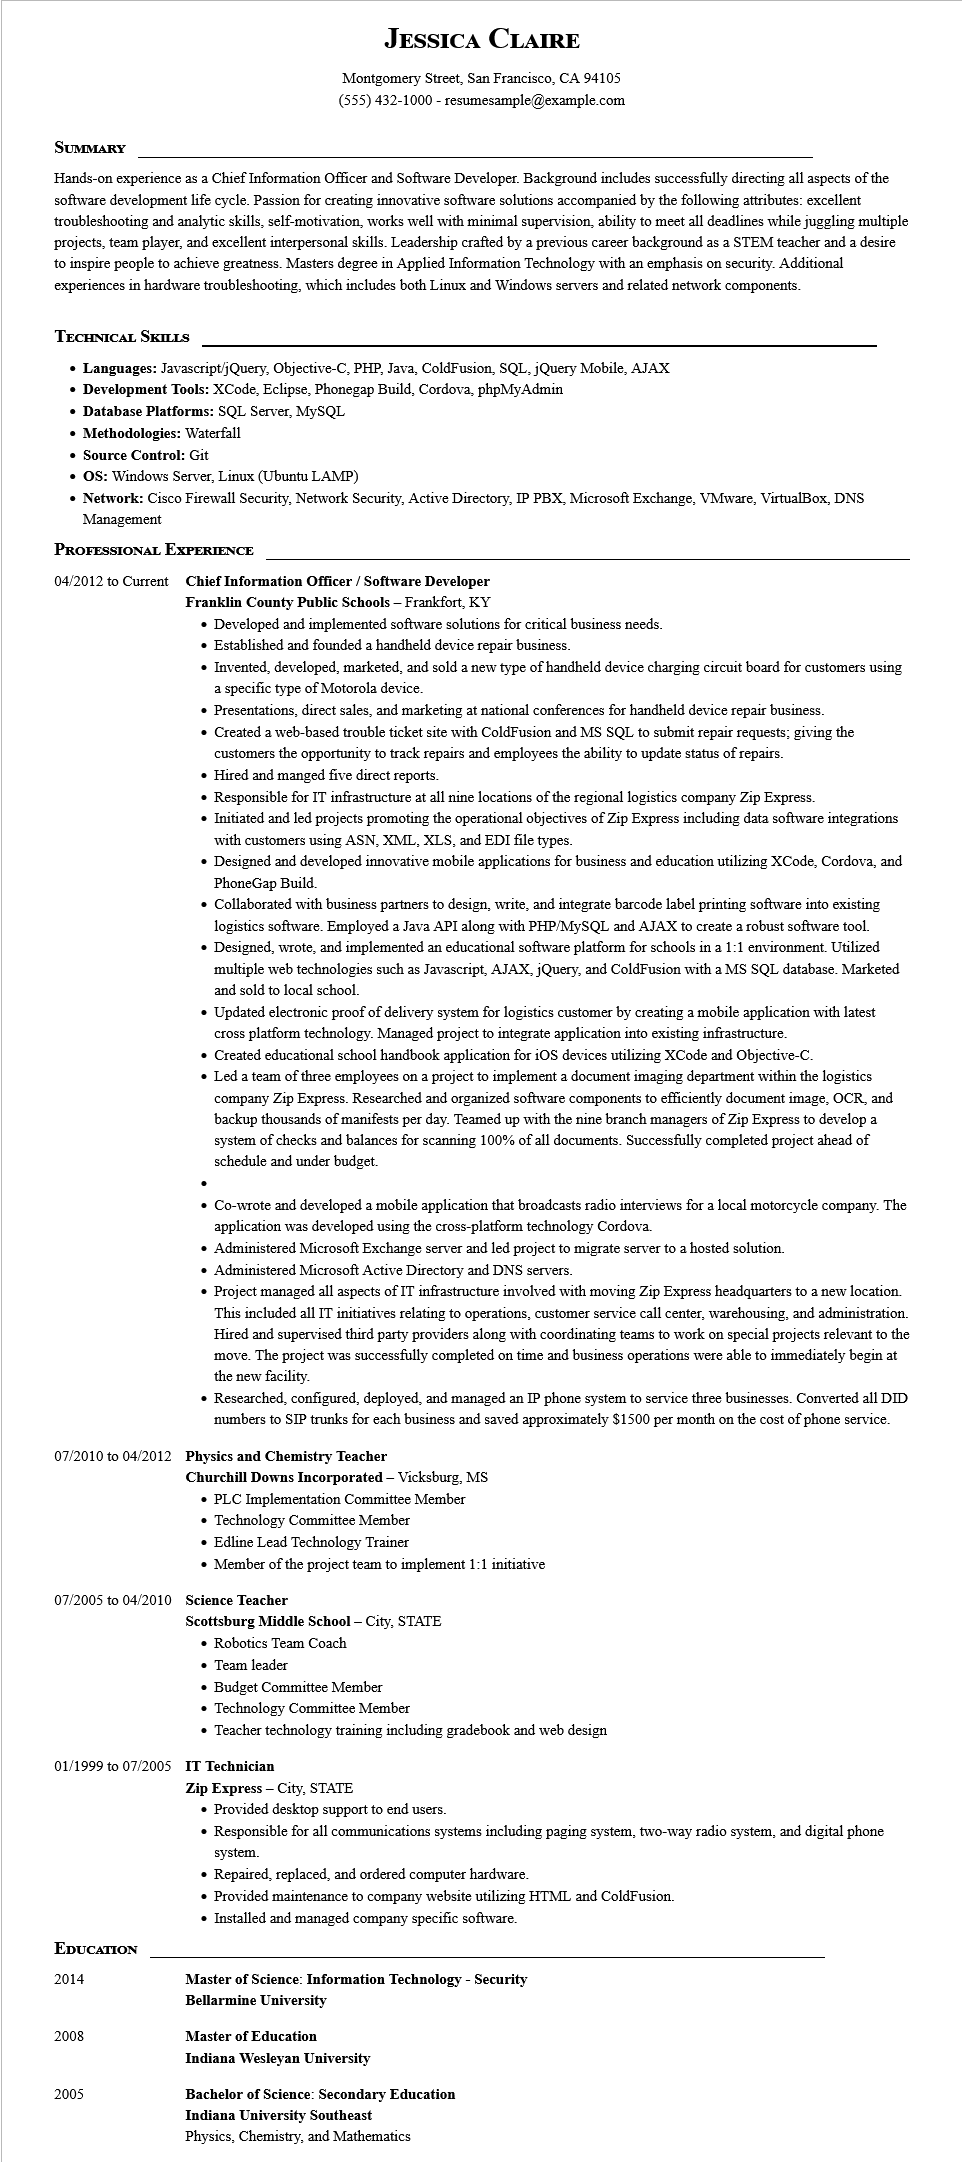 Jessica Claire
Montgomery Street, San Francisco, CA 94105
(555) 432-1000 - resumesample@example.com
Summary
Hands-on experience as a Chief Information Officer and Software Developer. Background includes successfully directing all aspects of the
software development life cycle. Passion for creating innovative software solutions accompanied by the following attributes: excellent
troubleshooting and analytic skills, self-motivation, works well with minimal supervision, ability to meet all deadlines while juggling multiple
projects, team player, and excellent interpersonal skills. Leadership crafted by a previous career background as a STEM teacher and a desire
to inspire people to achieve greatness. Masters degree in Applied Information Technology with an emphasis on security. Additional
experiences in hardware troubleshooting, which includes both Linux and Windows servers and related network components.
Technical Skills
• Languages: Javascript/jQuery, Objective-C, PHP, Java, ColdFusion, SQL, jQuery Mobile, AJAX
• Development Tools: XCode, Eclipse, Phonegap Build, Cordova, phpMyAdmin
• Database Platforms: SQL Server, MySQL
• Methodologies: Waterfall
• Source Control: Git
• OS: Windows Server, Linux (Ubuntu LAMP)
• Network: Cisco Firewall Security, Network Security, Active Directory, IP PBX, Microsoft Exchange, VMware, VirtualBox, DNS
Management
Professional Experience
04/2012 to Current Chief Information Officer / Software Developer
Franklin County Public Schools – Frankfort, KY
• Developed and implemented software solutions for critical business needs.
• Established and founded a handheld device repair business.
• Invented, developed, marketed, and sold a new type of handheld device charging circuit board for customers using
a specific type of Motorola device.
• Presentations, direct sales, and marketing at national conferences for handheld device repair business.
• Created a web-based trouble ticket site with ColdFusion and MS SQL to submit repair requests; giving the
customers the opportunity to track repairs and employees the ability to update status of repairs.
• Hired and manged five direct reports.
• Responsible for IT infrastructure at all nine locations of the regional logistics company Zip Express.
• Initiated and led projects promoting the operational objectives of Zip Express including data software integrations
with customers using ASN, XML, XLS, and EDI file types.
• Designed and developed innovative mobile applications for business and education utilizing XCode, Cordova, and
PhoneGap Build.
• Collaborated with business partners to design, write, and integrate barcode label printing software into existing
logistics software. Employed a Java API along with PHP/MySQL and AJAX to create a robust software tool.
• Designed, wrote, and implemented an educational software platform for schools in a 1:1 environment. Utilized
multiple web technologies such as Javascript, AJAX, jQuery, and ColdFusion with a MS SQL database. Marketed
and sold to local school.
• Updated electronic proof of delivery system for logistics customer by creating a mobile application with latest
cross platform technology. Managed project to integrate application into existing infrastructure.
• Created educational school handbook application for iOS devices utilizing XCode and Objective-C.
• Led a team of three employees on a project to implement a document imaging department within the logistics
company Zip Express. Researched and organized software components to efficiently document image, OCR, and
backup thousands of manifests per day. Teamed up with the nine branch managers of Zip Express to develop a
system of checks and balances for scanning 100% of all documents. Successfully completed project ahead of
schedule and under budget.
•
• Co-wrote and developed a mobile application that broadcasts radio interviews for a local motorcycle company. The
application was developed using the cross-platform technology Cordova.
• Administered Microsoft Exchange server and led project to migrate server to a hosted solution.
• Administered Microsoft Active Directory and DNS servers.
• Project managed all aspects of IT infrastructure involved with moving Zip Express headquarters to a new location.
This included all IT initiatives relating to operations, customer service call center, warehousing, and administration.
Hired and supervised third party providers along with coordinating teams to work on special projects relevant to the
move. The project was successfully completed on time and business operations were able to immediately begin at
the new facility.
• Researched, configured, deployed, and managed an IP phone system to service three businesses. Converted all DID
numbers to SIP trunks for each business and saved approximately $1500 per month on the cost of phone service.
07/2010 to 04/2012 Physics and Chemistry Teacher
Churchill Downs Incorporated – Vicksburg, MS
• PLC Implementation Committee Member
• Technology Committee Member
• Edline Lead Technology Trainer
• Member of the project team to implement 1:1 initiative
07/2005 to 04/2010 Science Teacher
Scottsburg Middle School – City, STATE
• Robotics Team Coach
• Team leader
• Budget Committee Member
• Technology Committee Member
• Teacher technology training including gradebook and web design
01/1999 to 07/2005 IT Technician
Zip Express – City, STATE
• Provided desktop support to end users.
• Responsible for all communications systems including paging system, two-way radio system, and digital phone
system.
• Repaired, replaced, and ordered computer hardware.
• Provided maintenance to company website utilizing HTML and ColdFusion.
• Installed and managed company specific software.
Education
2014 Master of Science: Information Technology - Security
Bellarmine University
2008 Master of Education
Indiana Wesleyan University
2005 Bachelor of Science: Secondary Education
Indiana University Southeast
Physics, Chemistry, and Mathematics